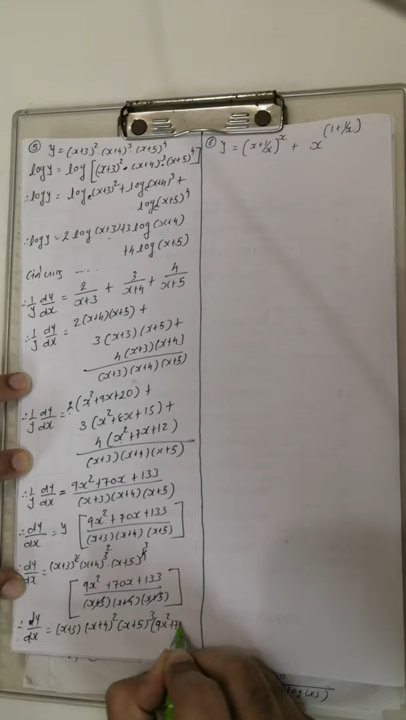 ⑤ y = (x+3)² (x+4)³ (x+5)⁴
log y = log [(x+3)² · (x+4)³ (x+5)⁴]
∴ log y = log (x+3)² + log (x+4)³ +
log (x+5)⁴
∴ log y = 2 log (x+3) + 3 log (x+4)
+ 4 log (x+5)
∴ 1/y dy/dx = 2/(x+3) + 3/(x+4) + 4/(x+5)
∴ 1/y dy/dx = 2(x+4)(x+5) +
3(x+3)(x+5) +
4(x+3)(x+4)
(x+3)(x+4)(x+5)
∴ 1/y dy/dx = 2(x²+9x+20) +
3(x²+8x+15) +
4(x²+7x+12)
(x+3)(x+4)(x+5)
∴ 1/y dy/dx = 9x²+70x+133
(x+3)(x+4)(x+5)
∴ dy/dx = y [9x²+70x+133
(x+3)(x+4)(x+5)]
∴ dy/dx = (x+3)² (x+4)³ (x+5)⁴
[9x²+70x+133
(x+3)(x+4)(x+5)]
∴ dy/dx = (x+3) (x+4)² (x+5)³ (9x²+7
⑥ y = (x+1/x)^x + x^(1+1/x)
log(x)